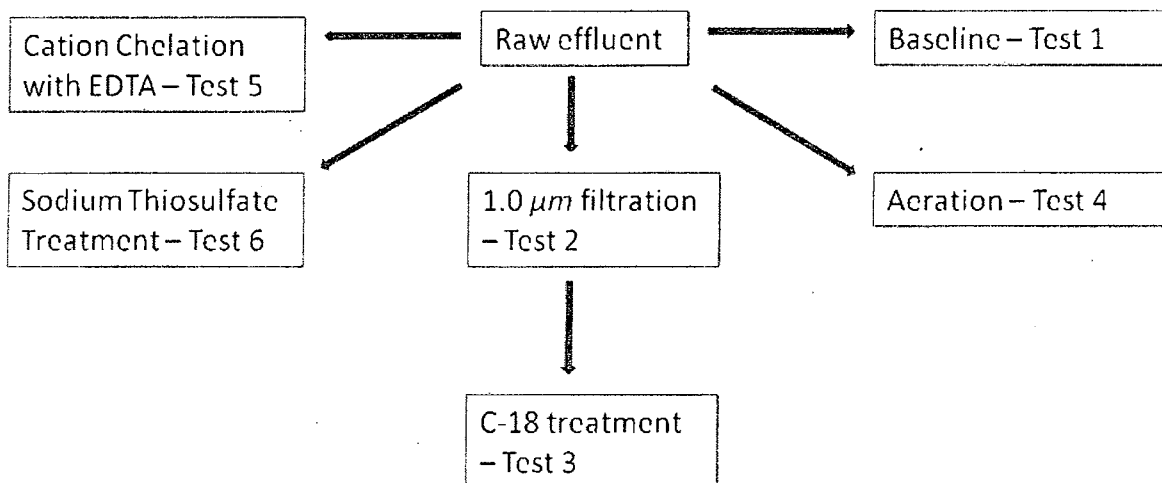 Cation Chelation
with EDTA – Test 5
Raw effluent
Baseline – Test 1
Sodium Thiosulfate
Treatment – Test 6
1.0 µm filtration
– Test 2
Aeration – Test 4
C-18 treatment
– Test 3